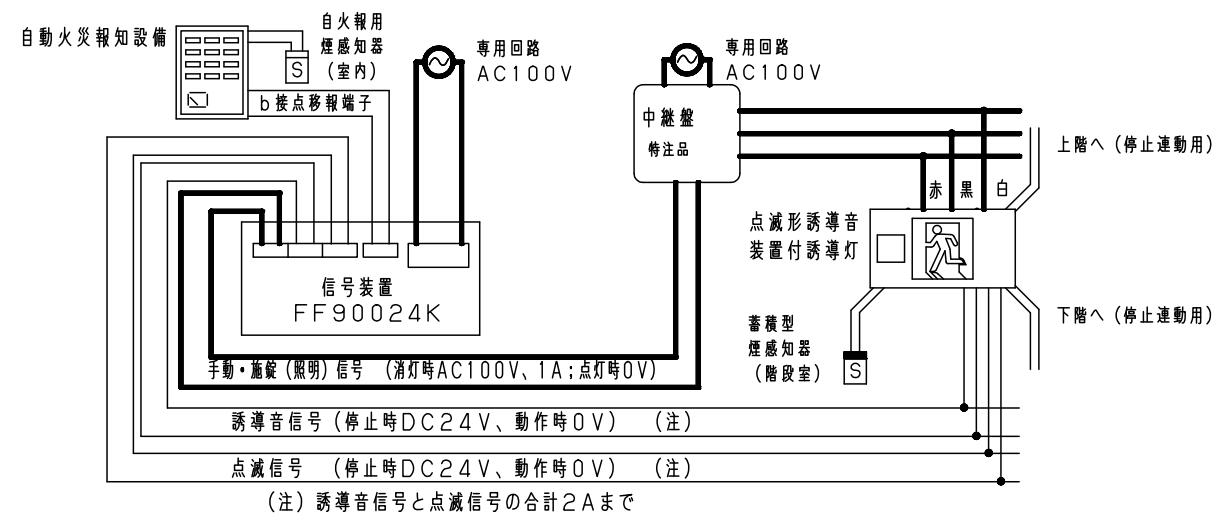 自動火災報知設備
自火報用
煙感知器
(室内)
S
b接点移報端子
専用回路
AC100V
専用回路
AC100V
中継盤
特注品
上階へ(停止連動用)
赤 黒 白
点滅形誘導音
装置付誘導灯
信号装置
FF90024K
下階へ(停止連動用)
蓄積型
煙感知器
(階段室)
S
手動・施錠(照明)信号 (消灯時AC100V、1A;点灯時0V)
誘導音信号(停止時DC24V、動作時0V) (注)
点滅信号 (停止時DC24V、動作時0V) (注)
(注)誘導音信号と点滅信号の合計2Aまで